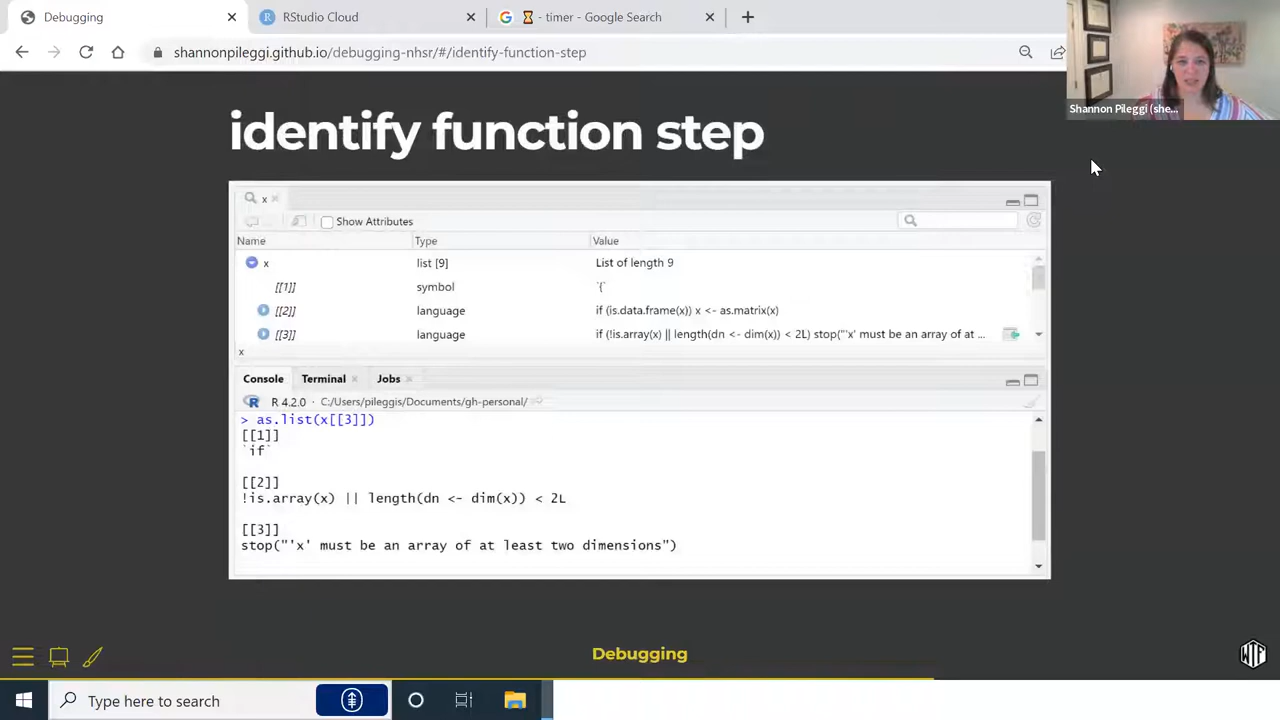 Debugging
RStudio Cloud
- timer - Google Search
shannonpileggi.github.io/debugging-nhsr/#/identify-function-step
Shannon Pileggi (she...
identify function step
x
Show Attributes
Name Type Value
x list [9] List of length 9
[[1]] symbol `{`
[[2]] language if (is.data.frame(x)) x <- as.matrix(x)
[[3]] language if (!is.array(x) || length(dn <- dim(x)) < 2L) stop("'x' must be an array of at ...
x
Console Terminal Jobs
R 4.2.0 · C:/Users/pileggis/Documents/gh-personal/
> as.list(x[[3]])
[[1]]
`if`
[[2]]
!is.array(x) || length(dn <- dim(x)) < 2L
[[3]]
stop("'x' must be an array of at least two dimensions")
Debugging
WIF
Type here to search